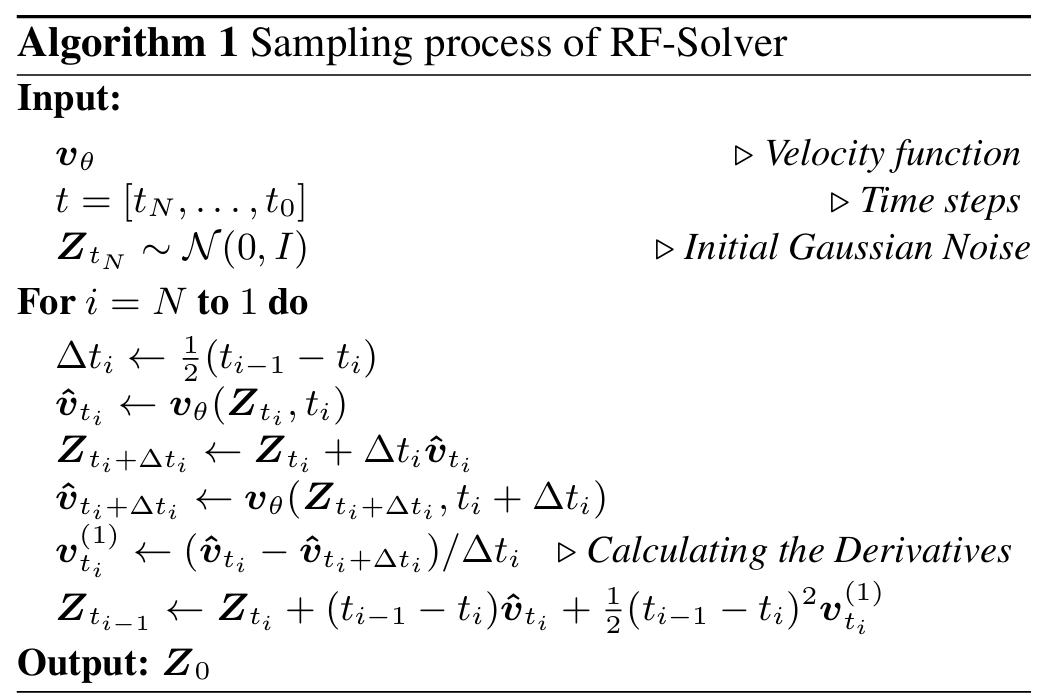 Algorithm 1 Sampling process of RF-Solver
Input:
$\boldsymbol{v}_\theta$ ▷ Velocity function
$t = [t_N, \ldots, t_0]$ ▷ Time steps
$\boldsymbol{Z}_{t_N} \sim \mathcal{N}(0, I)$ ▷ Initial Gaussian Noise
For $i = N$ to 1 do
$\Delta t_i \leftarrow \frac{1}{2}(t_{i-1} - t_i)$
$\hat{\boldsymbol{v}}_{t_i} \leftarrow \boldsymbol{v}_\theta(\boldsymbol{Z}_{t_i}, t_i)$
$\boldsymbol{Z}_{t_i+\Delta t_i} \leftarrow \boldsymbol{Z}_{t_i} + \Delta t_i \hat{\boldsymbol{v}}_{t_i}$
$\hat{\boldsymbol{v}}_{t_i+\Delta t_i} \leftarrow \boldsymbol{v}_\theta(\boldsymbol{Z}_{t_i+\Delta t_i}, t_i + \Delta t_i)$
$\boldsymbol{v}_{t_i}^{(1)} \leftarrow (\hat{\boldsymbol{v}}_{t_i} - \hat{\boldsymbol{v}}_{t_i+\Delta t_i})/\Delta t_i$ ▷ Calculating the Derivatives
$\boldsymbol{Z}_{t_{i-1}} \leftarrow \boldsymbol{Z}_{t_i} + (t_{i-1} - t_i)\hat{\boldsymbol{v}}_{t_i} + \frac{1}{2}(t_{i-1} - t_i)^2 \boldsymbol{v}_{t_i}^{(1)}$
Output: $\boldsymbol{Z}_0$